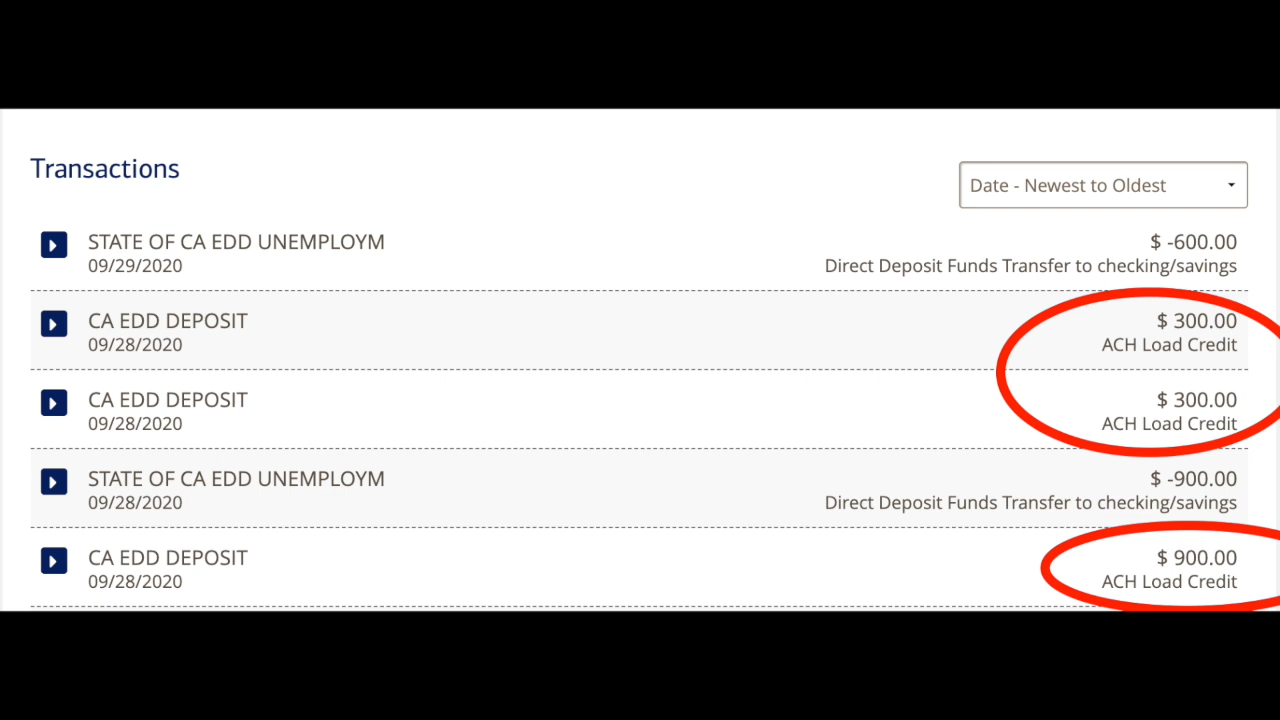 Transactions
Date - Newest to Oldest
STATE OF CA EDD UNEMPLOYM
$ -600.00
09/29/2020
Direct Deposit Funds Transfer to checking/savings
CA EDD DEPOSIT
$ 300.00
09/28/2020
ACH Load Credit
CA EDD DEPOSIT
$ 300.00
09/28/2020
ACH Load Credit
STATE OF CA EDD UNEMPLOYM
$ -900.00
09/28/2020
Direct Deposit Funds Transfer to checking/savings
CA EDD DEPOSIT
$ 900.00
09/28/2020
ACH Load Credit